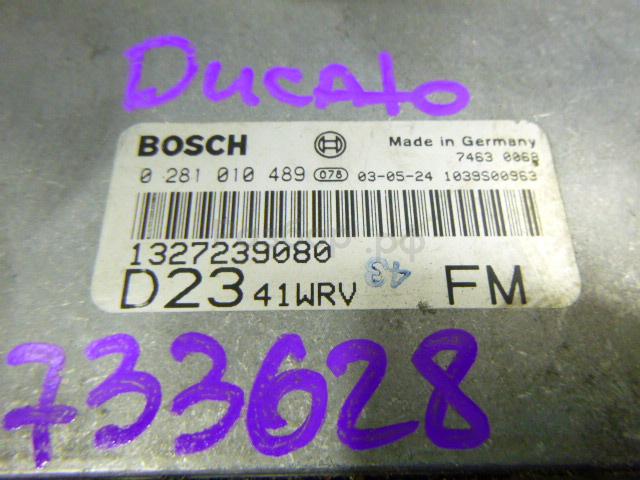 Ducato
BOSCH Made in Germany
7463 0068
0 281 010 489 078 03-05-24 1039S00963
1327239080
43
D23 41WRV FM
733628